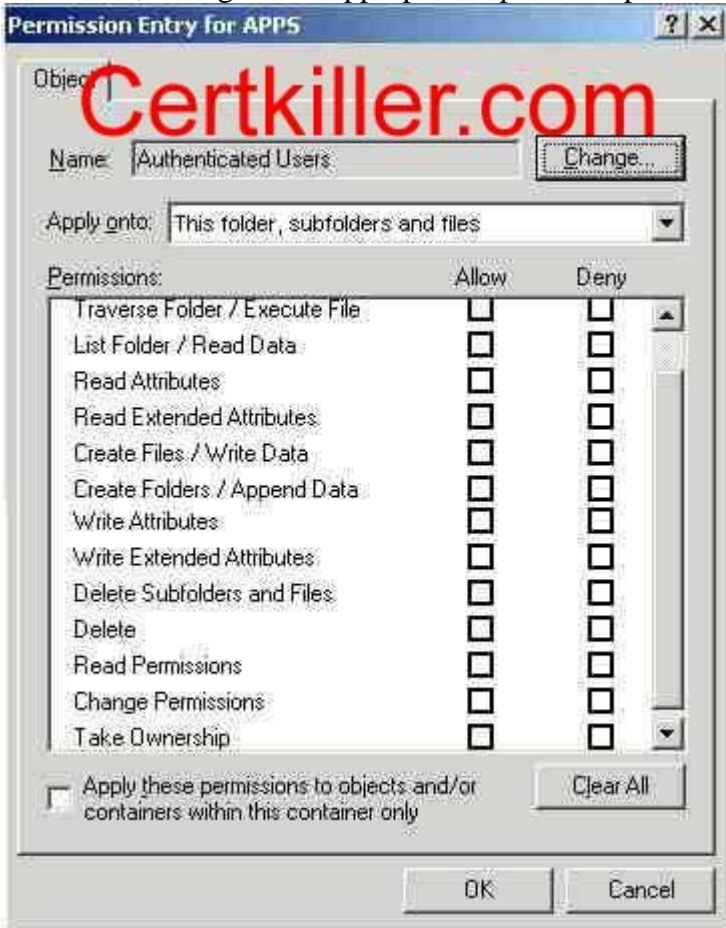 Permission Entry for APPS
Object
Certkiller.com
Name: Authenticated Users
Change...
Apply onto: This folder, subfolders and files
Permissions: Allow Deny
Traverse Folder / Execute File
List Folder / Read Data
Read Attributes
Read Extended Attributes
Create Files / Write Data
Create Folders / Append Data
Write Attributes
Write Extended Attributes
Delete Subfolders and Files
Delete
Read Permissions
Change Permissions
Take Ownership
Apply these permissions to objects and/or
containers within this container only
Clear All
OK Cancel